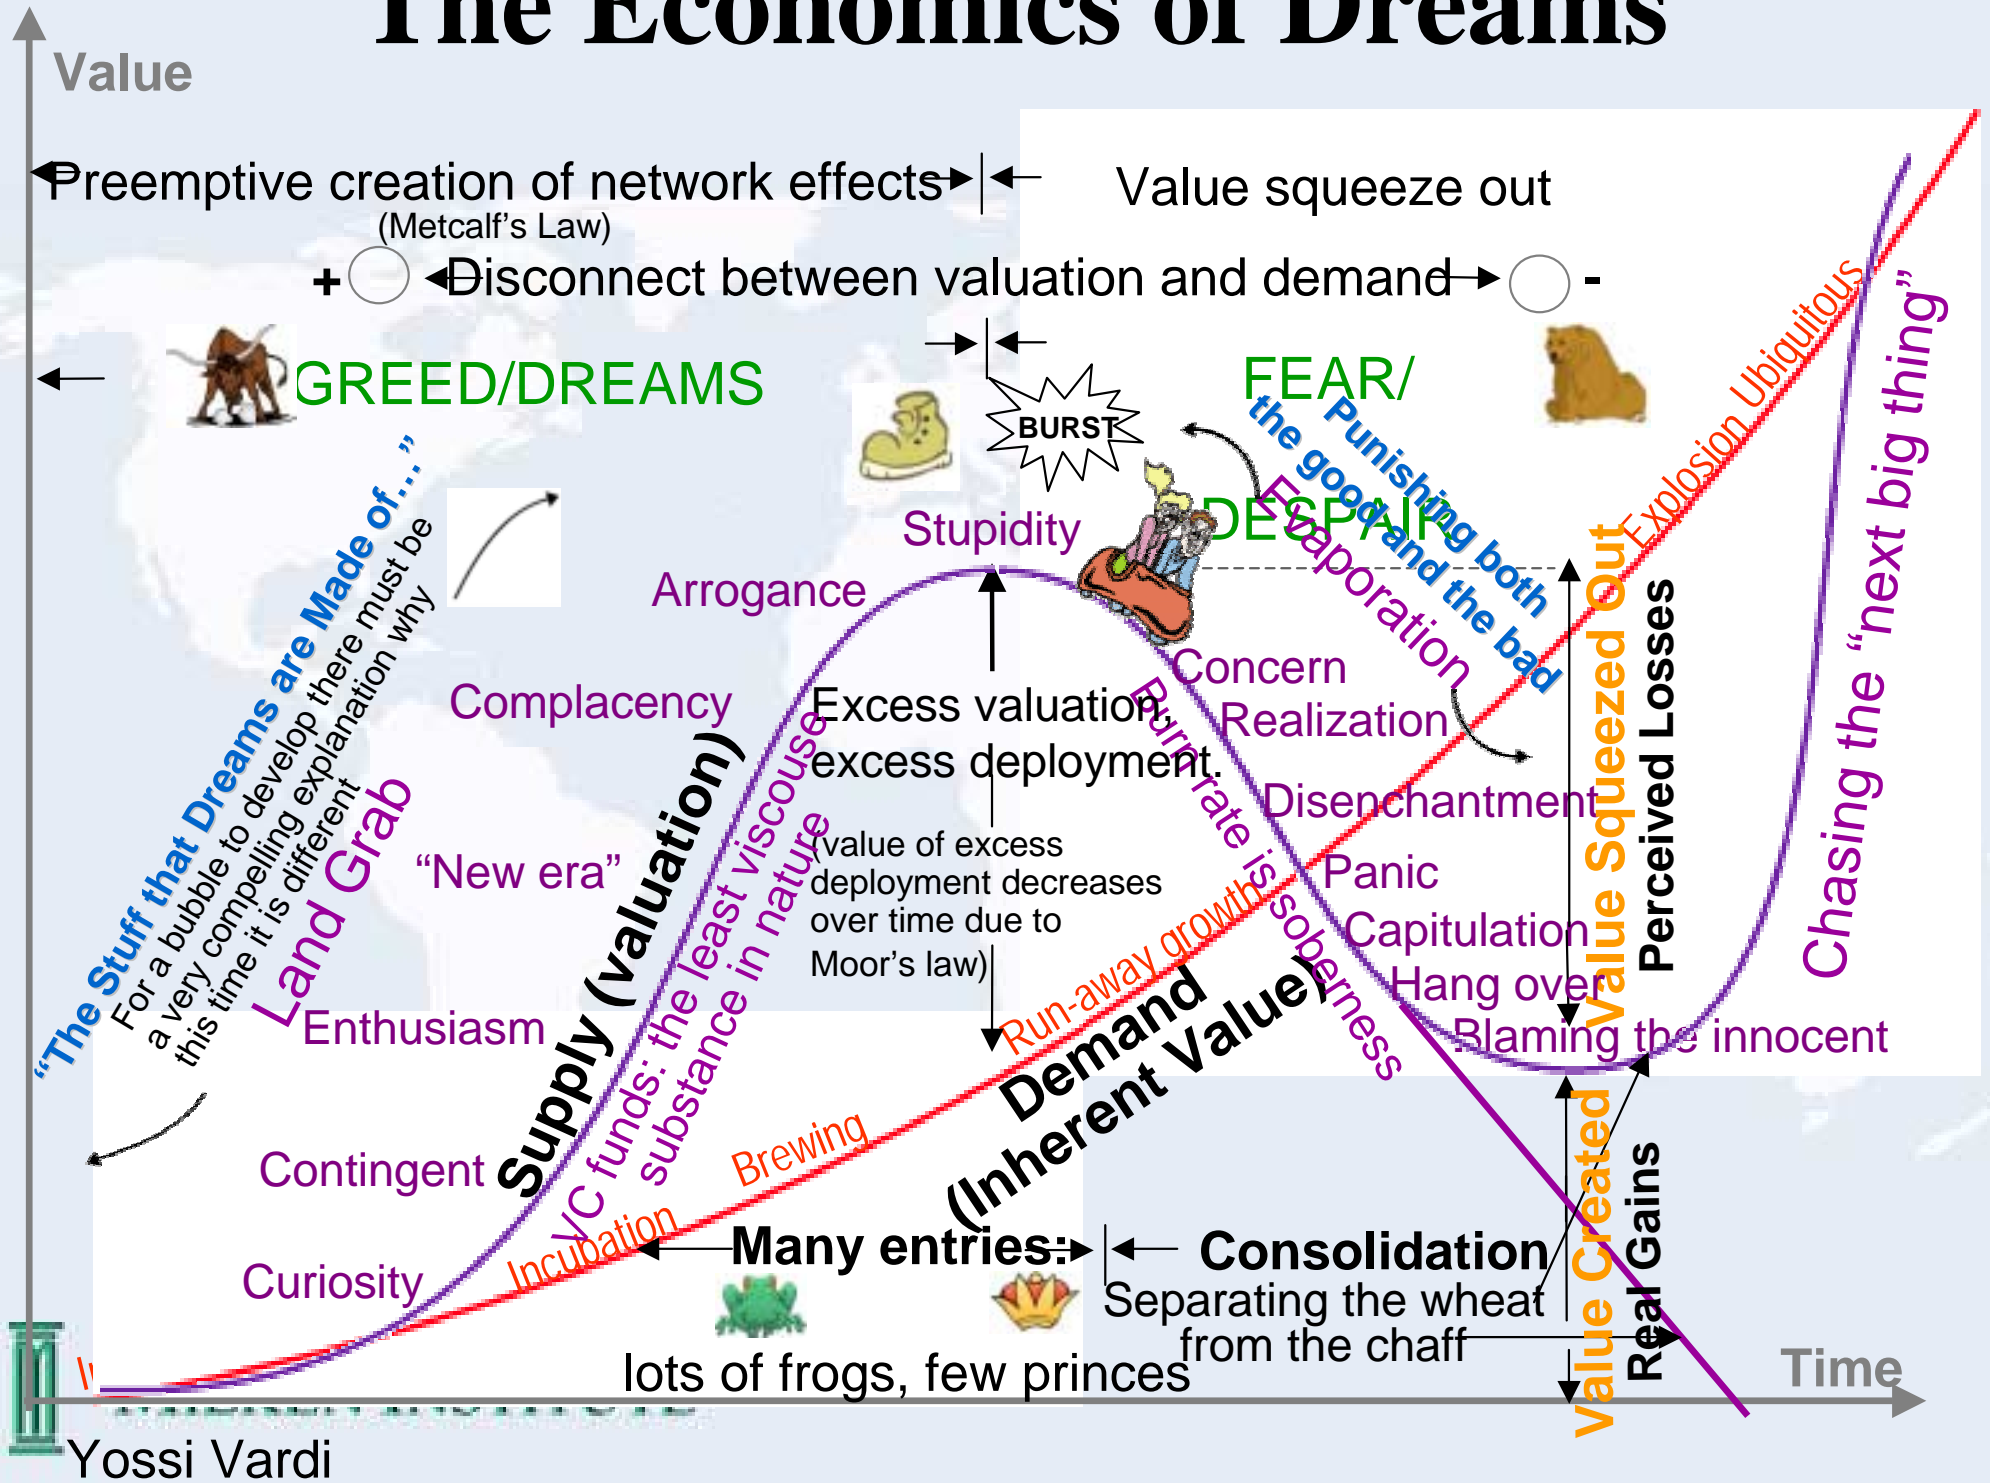 The Economics of Dreams
Value
Preemptive creation of network effects
(Metcalf's Law)
Value squeeze out
+
Disconnect between valuation and demand
-
GREED/DREAMS
BURST
FEAR/
DESPAIR
Punishing both
the good and the bad
Evaporation
"The Stuff that Dreams are Made of..."
For a bubble to develop there must be
a very compelling explanation why
this time it is different
Land Grab
Stupidity
Arrogance
Complacency
"New era"
Enthusiasm
Contingent
Curiosity
Supply (valuation)
VC funds: the least viscouse
substance in nature
Excess valuation,
excess deployment.
(value of excess
deployment decreases
over time due to
Moor's law)
Burn rate is soberness
Concern
Realization
Disenchantment
Panic
Capitulation
Hang over
Blaming the innocent
Incubation
Brewing
Run-away growth
Explosion Ubiquitous
Demand
(Inherent Value)
Value Squeezed Out
Perceived Losses
Chasing the "next big thing"
Value Created
Real Gains
Many entries:
lots of frogs, few princes
Consolidation
Separating the wheat
from the chaff
Time
Yossi Vardi